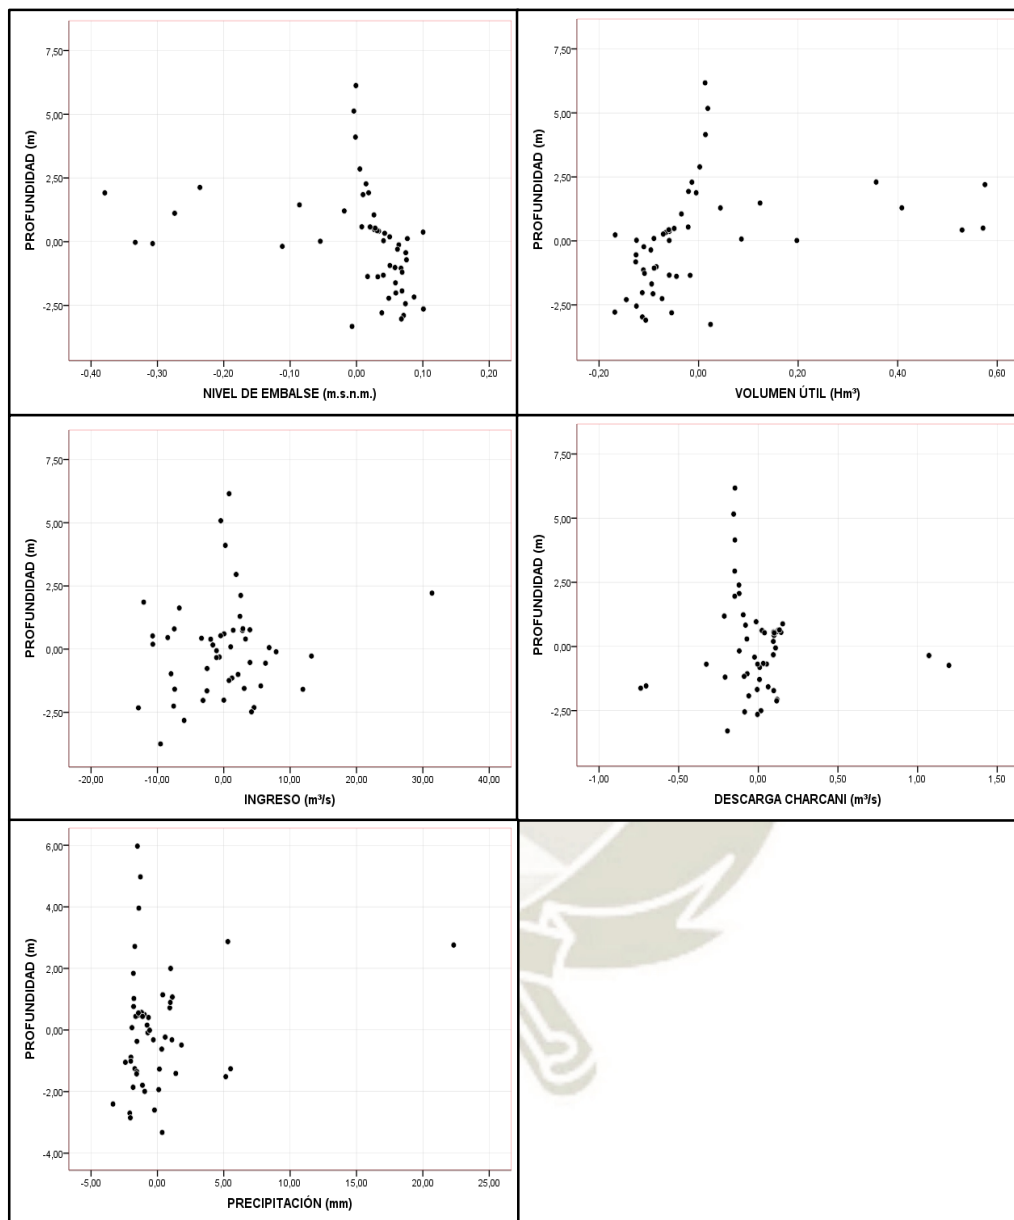 PROFUNDIDAD (m)
7,50
5,00
2,50
0,00
-2,50
-0,40 -0,30 -0,20 -0,10 0,00 0,10 0,20
NIVEL DE EMBALSE (m.s.n.m.)
PROFUNDIDAD (m)
7,50
5,00
2,50
0,00
-2,50
-0,20 0,00 0,20 0,40 0,60
VOLUMEN ÚTIL (Hm³)
PROFUNDIDAD (m)
7,50
5,00
2,50
0,00
-2,50
-20,00 -10,00 0,00 10,00 20,00 30,00 40,00
INGRESO (m³/s)
PROFUNDIDAD (m)
7,50
5,00
2,50
0,00
-2,50
-1,00 -0,50 0,00 0,50 1,00 1,50
DESCARGA CHARCANI (m³/s)
PROFUNDIDAD (m)
6,00
4,00
2,00
0,00
-2,00
-4,00
-5,00 0,00 5,00 10,00 15,00 20,00 25,00
PRECIPITACIÓN (mm)